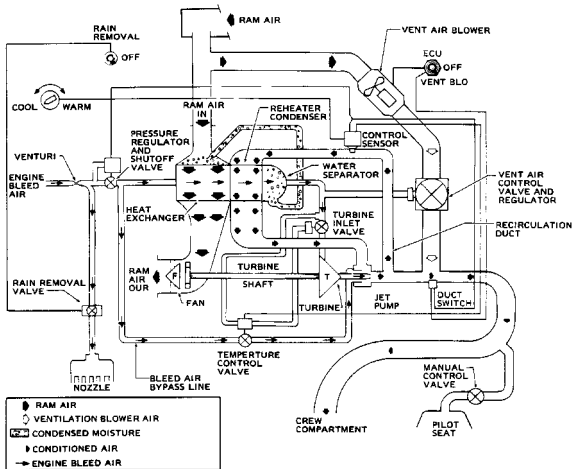 RAIN
REMOVAL
OFF
RAM AIR
VENT AIR BLOWER
ECU
OFF
VENT BLO
COOL
WARM
RAM AIR
IN
REHEATER
CONDENSER
PRESSURE
REGULATOR
AND
SHUTOFF
VALVE
CONTROL
SENSOR
VENTURI
ENGINE
BLEED
AIR
WATER
SEPARATOR
VENT AIR
CONTROL
VALVE AND
REGULATOR
HEAT
EXCHANGER
TURBINE
INLET
VALVE
RECIRCULATION
DUCT
RAIN REMOVAL
VALVE
RAM
AIR
OUR
F
FAN
TURBINE
SHAFT
T
TURBINE
JET
PUMP
DUCT
SWITCH
TEMPERTURE
CONTROL
VALVE
NOZZLE
BLEED AIR
BYPASS LINE
MANUAL
CONTROL
VALVE
CREW
COMPARTMENT
PILOT
SEAT
RAM AIR
VENTILATION BLOWER AIR
CONDENSED MOISTURE
CONDITIONED AIR
ENGINE BLEED AIR